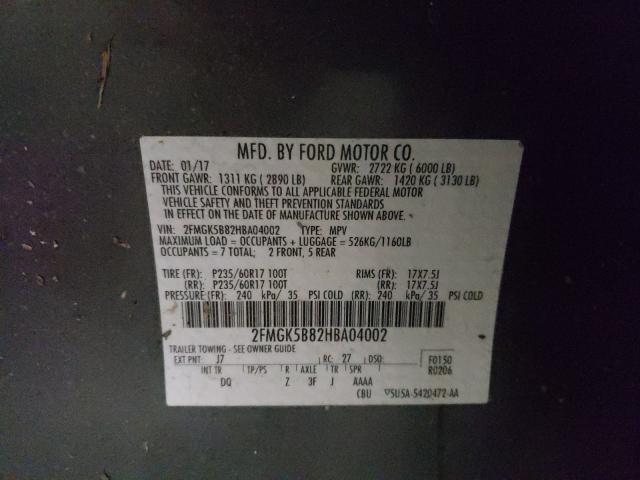 MFD. BY FORD MOTOR CO.
DATE: 01/17 GVWR: 2722 KG ( 6000 LB)
FRONT GAWR: 1311 KG ( 2890 LB) REAR GAWR: 1420 KG ( 3130 LB)
THIS VEHICLE CONFORMS TO ALL APPLICABLE FEDERAL MOTOR
VEHICLE SAFETY AND THEFT PREVENTION STANDARDS
IN EFFECT ON THE DATE OF MANUFACTURE SHOWN ABOVE.
VIN: 2FMGK5B82HBA04002 TYPE: MPV
MAXIMUM LOAD = OCCUPANTS + LUGGAGE = 526KG/1160LB
OCCUPANTS = 7 TOTAL; 2 FRONT, 5 REAR
TIRE (FR): P235/60R17 100T RIMS (FR): 17X7.5J
(RR): P235/60R17 100T (RR): 17X7.5J
PRESSURE (FR): 240 kPa/ 35 PSI COLD (RR): 240 kPa/ 35 PSI COLD
2FMGK5B82HBA04002
TRAILER TOWING - SEE OWNER GUIDE
EXT PNT: J7 RC: 27 DSO: F0150
INT TR TP/PS R AXLE TR SPR R0206
DQ Z 3F J AAAA
CBU 5U5A-5420472-AA